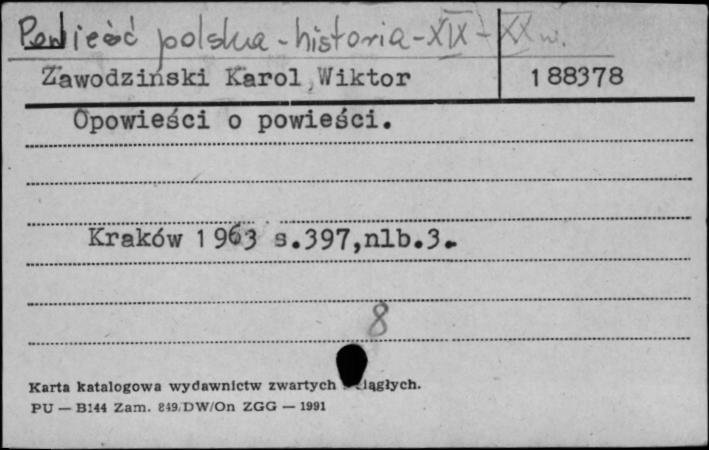 Powieść polska - historia - XIX - XX w.
Zawodziński Karol Wiktor 188378
Opowieści o powieści.
Kraków 1963 s.397,nlb.3.
8
Karta katalogowa wydawnictw zwartych ciągłych.
PU — B144 Zam. 849/DW/On ZGG — 1991